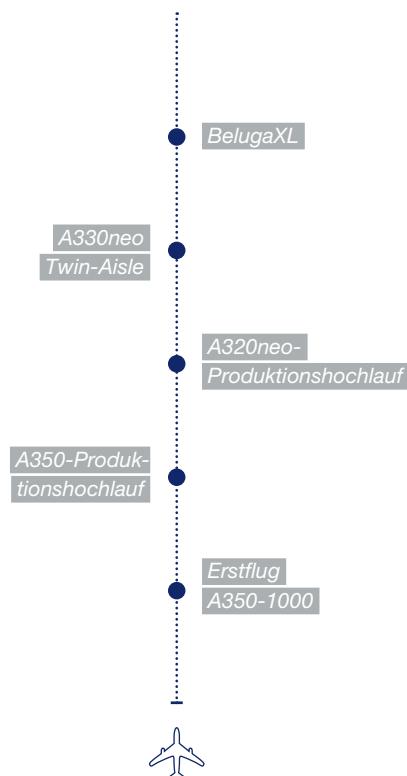 BelugaXL
A330neo
Twin-Aisle
A320neo-
Produktionshochlauf
A350-Produk-
tionshochlauf
Erstflug
A350-1000